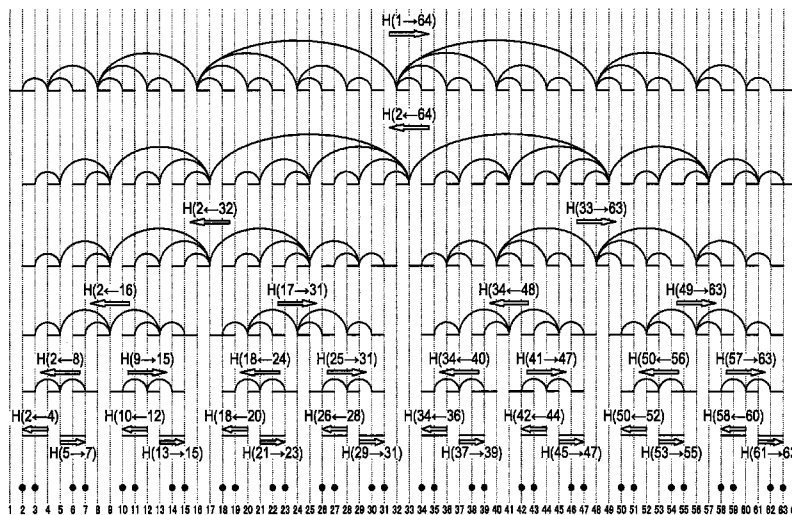 H(1→64)
H(2←64)
H(2←32) H(33→63)
H(2←16) H(17→31) H(34←48) H(49→63)
H(2←8) H(9→15) H(18←24) H(25→31) H(34←40) H(41→47) H(50←56) H(57→63)
H(2←4) H(10←12) H(18←20) H(26←28) H(34←36) H(42←44) H(50←52) H(58←60)
H(5→7) H(13→15) H(21→23) H(29→31) H(37→39) H(45→47) H(53→55) H(61→63
1 2 3 4 5 6 7 8 9 10 11 12 13 14 15 16 17 18 19 20 21 22 23 24 25 26 27 28 29 30 31 32 33 34 35 36 37 38 39 40 41 42 43 44 45 46 47 48 49 50 51 52 53 54 55 56 57 58 59 60 61 62 63 6